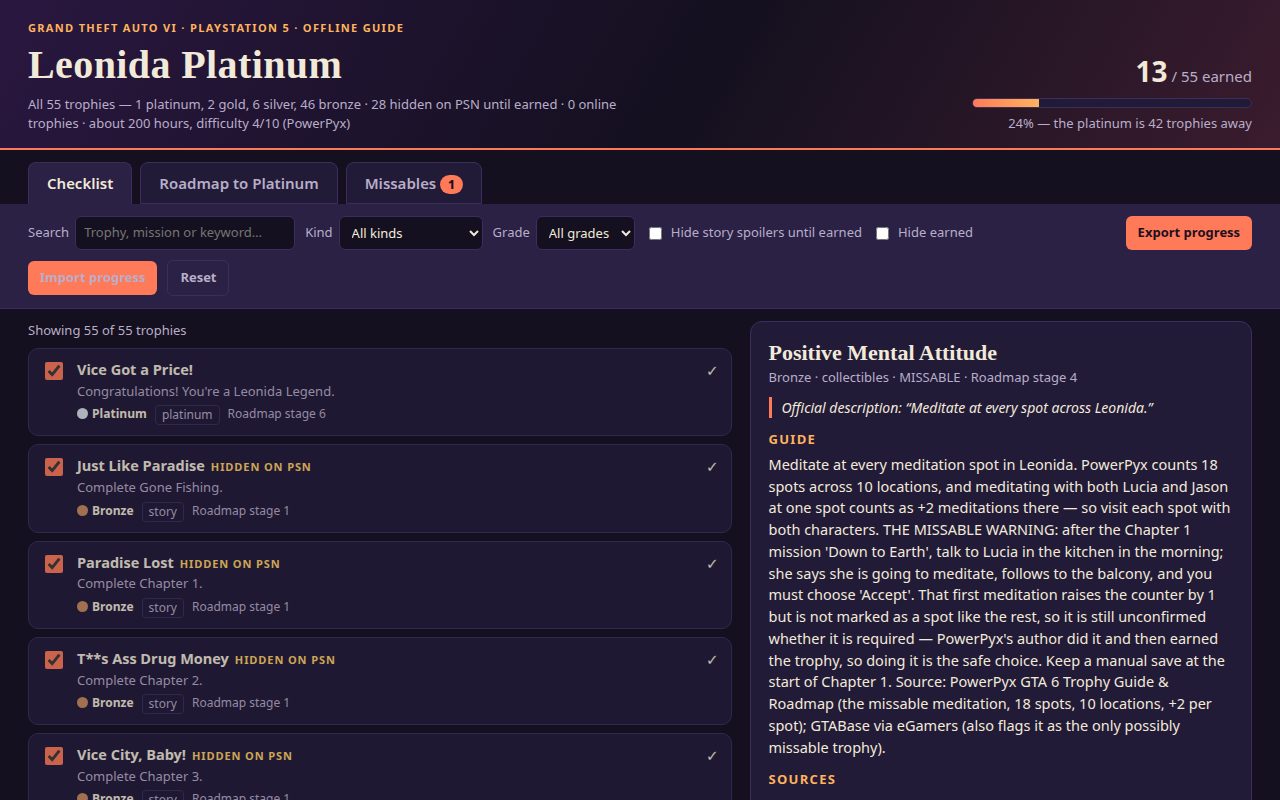 GRAND THEFT AUTO VI · PLAYSTATION 5 · OFFLINE GUIDE
Leonida Platinum
All 55 trophies — 1 platinum, 2 gold, 6 silver, 46 bronze · 28 hidden on PSN until earned · 0 online
trophies · about 200 hours, difficulty 4/10 (PowerPyx)
13 / 55 earned
24% — the platinum is 42 trophies away
Checklist
Roadmap to Platinum
Missables 1
Search
Trophy, mission or keyword...
Kind
All kinds
Grade
All grades
Hide story spoilers until earned
Hide earned
Export progress
Import progress
Reset
Showing 55 of 55 trophies
Vice Got a Price!
✓
Congratulations! You're a Leonida Legend.
Platinum platinum Roadmap stage 6
Just Like Paradise HIDDEN ON PSN
✓
Complete Gone Fishing.
Bronze story Roadmap stage 1
Paradise Lost HIDDEN ON PSN
✓
Complete Chapter 1.
Bronze story Roadmap stage 1
T**s Ass Drug Money HIDDEN ON PSN
✓
Complete Chapter 2.
Bronze story Roadmap stage 1
Vice City, Baby! HIDDEN ON PSN
✓
Complete Chapter 3.
Bronze story Roadmap stage 1
Positive Mental Attitude
Bronze · collectibles · MISSABLE · Roadmap stage 4
Official description: “Meditate at every spot across Leonida.”
GUIDE
Meditate at every meditation spot in Leonida. PowerPyx counts 18
spots across 10 locations, and meditating with both Lucia and Jason
at one spot counts as +2 meditations there — so visit each spot with
both characters. THE MISSABLE WARNING: after the Chapter 1
mission 'Down to Earth', talk to Lucia in the kitchen in the morning;
she says she is going to meditate, follows to the balcony, and you
must choose 'Accept'. That first meditation raises the counter by 1
but is not marked as a spot like the rest, so it is still unconfirmed
whether it is required — PowerPyx's author did it and then earned
the trophy, so doing it is the safe choice. Keep a manual save at the
start of Chapter 1. Source: PowerPyx GTA 6 Trophy Guide &
Roadmap (the missable meditation, 18 spots, 10 locations, +2 per
spot); GTABase via eGamers (also flags it as the only possibly
missable trophy).
SOURCES